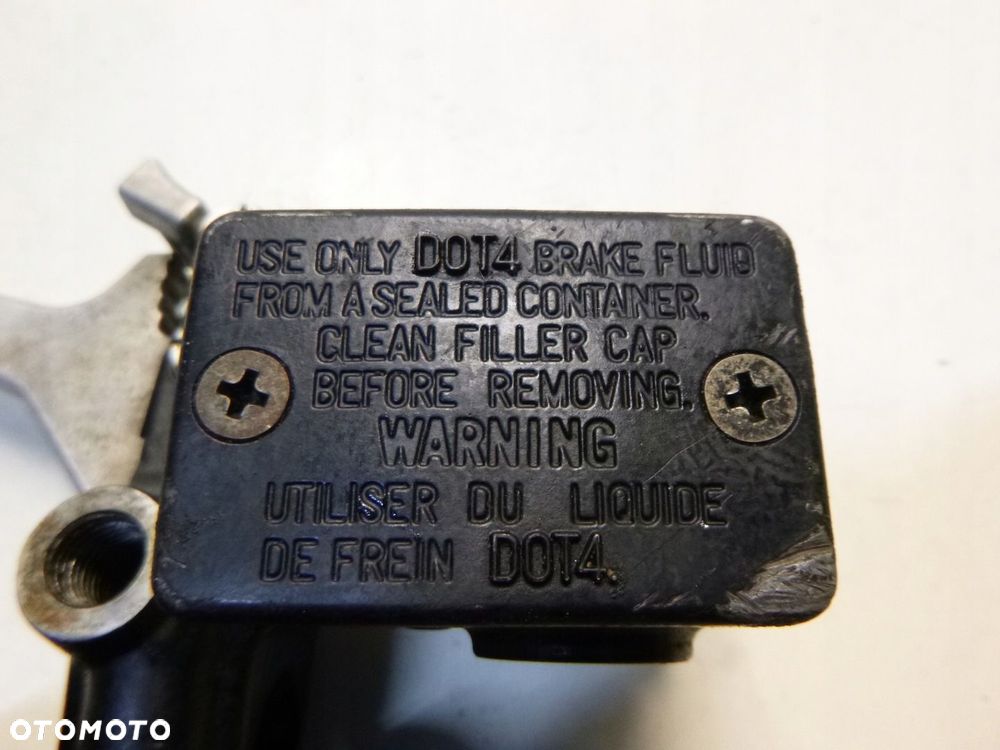 USE ONLY DOT4 BRAKE FLUID
FROM A SEALED CONTAINER.
CLEAN FILLER CAP
BEFORE REMOVING.
WARNING
UTILISER DU LIQUIDE
DE FREIN DOT4.
OTOMOTO